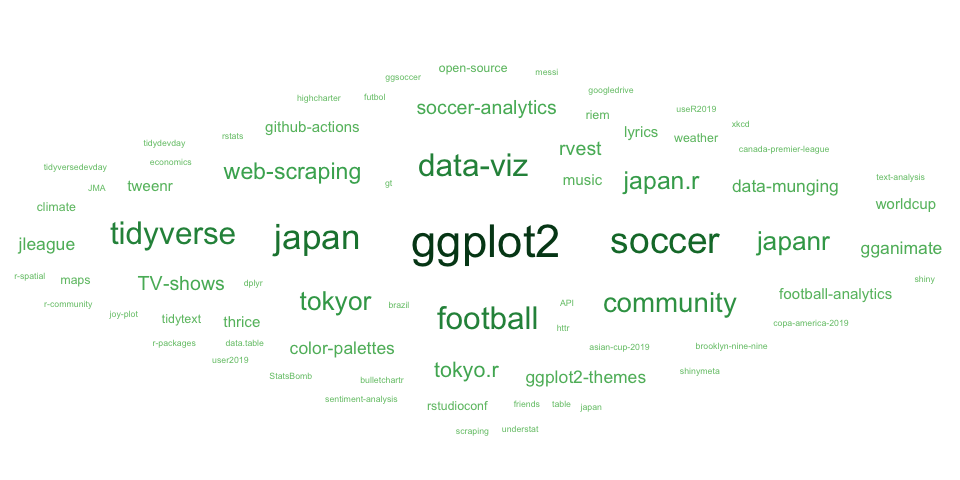 open-source
messi
ggsoccer
googledrive
highcharter
futbol
soccer-analytics
useR2019
riem
xkcd
github-actions
lyrics
weather
rstats
tidydevday
rvest
canada-premier-league
economics
data-viz
tidyversedevday
web-scraping
music
japan.r
text-analysis
gt
JMA
tweenr
data-munging
climate
worldcup
tidyverse
japan
ggplot2
soccer
japanr
jleague
gganimate
r-spatial
maps
TV-shows
dplyr
shiny
football-analytics
r-community
tokyor
brazil
API
community
joy-plot
tidytext
thrice
football
httr
copa-america-2019
r-packages
data.table
color-palettes
asian-cup-2019
brooklyn-nine-nine
user2019
StatsBomb
bulletchartr
tokyo.r
ggplot2-themes
shinymeta
sentiment-analysis
rstudioconf
friends
table
japan
scraping
understat